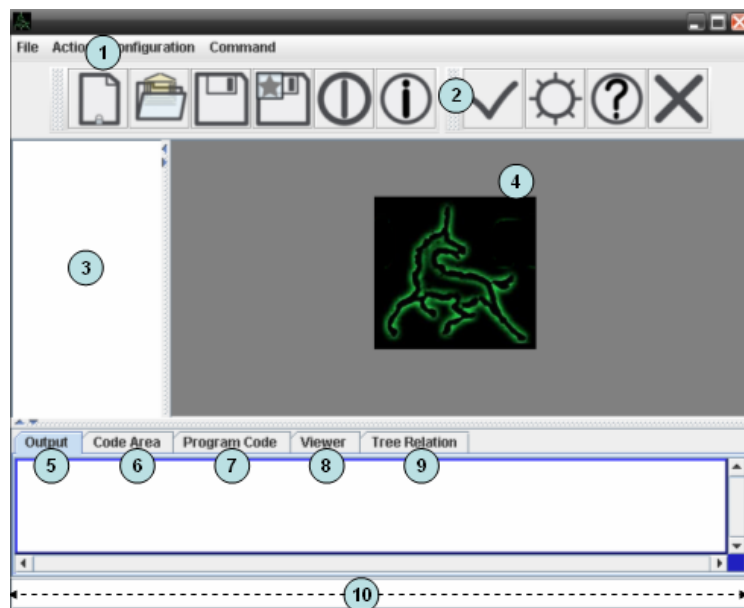 File Action Configuration Command
1
2
3
4
Output Code Area Program Code Viewer Tree Relation
5 6 7 8 9
10